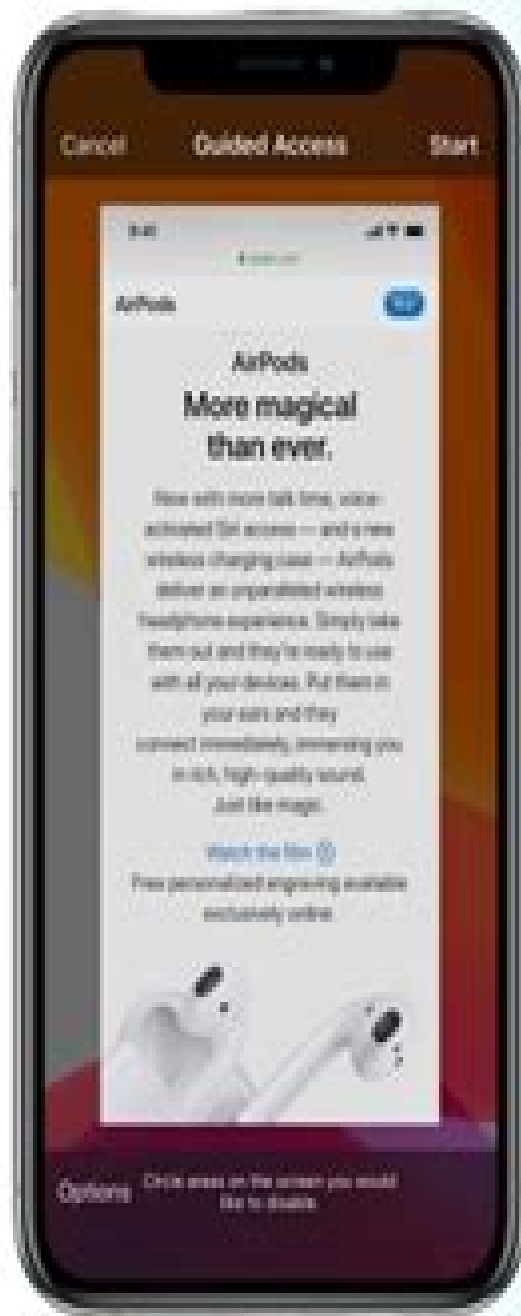 Cancel Guided Access Start
9:41
AirPods
AirPods
More magical
than ever.
Now with more talk time, voice-
activated Siri access — and a new
wireless charging case — AirPods
deliver an unparalleled wireless
headphone experience. Simply take
them out and they're ready to use
with all your devices. Put them in
your ears and they
connect immediately, immersing you
in rich, high-quality sound.
Just like magic.
Watch the film
Free personalized engraving available
exclusively online
Options Circle areas on the screen you would
like to disable.